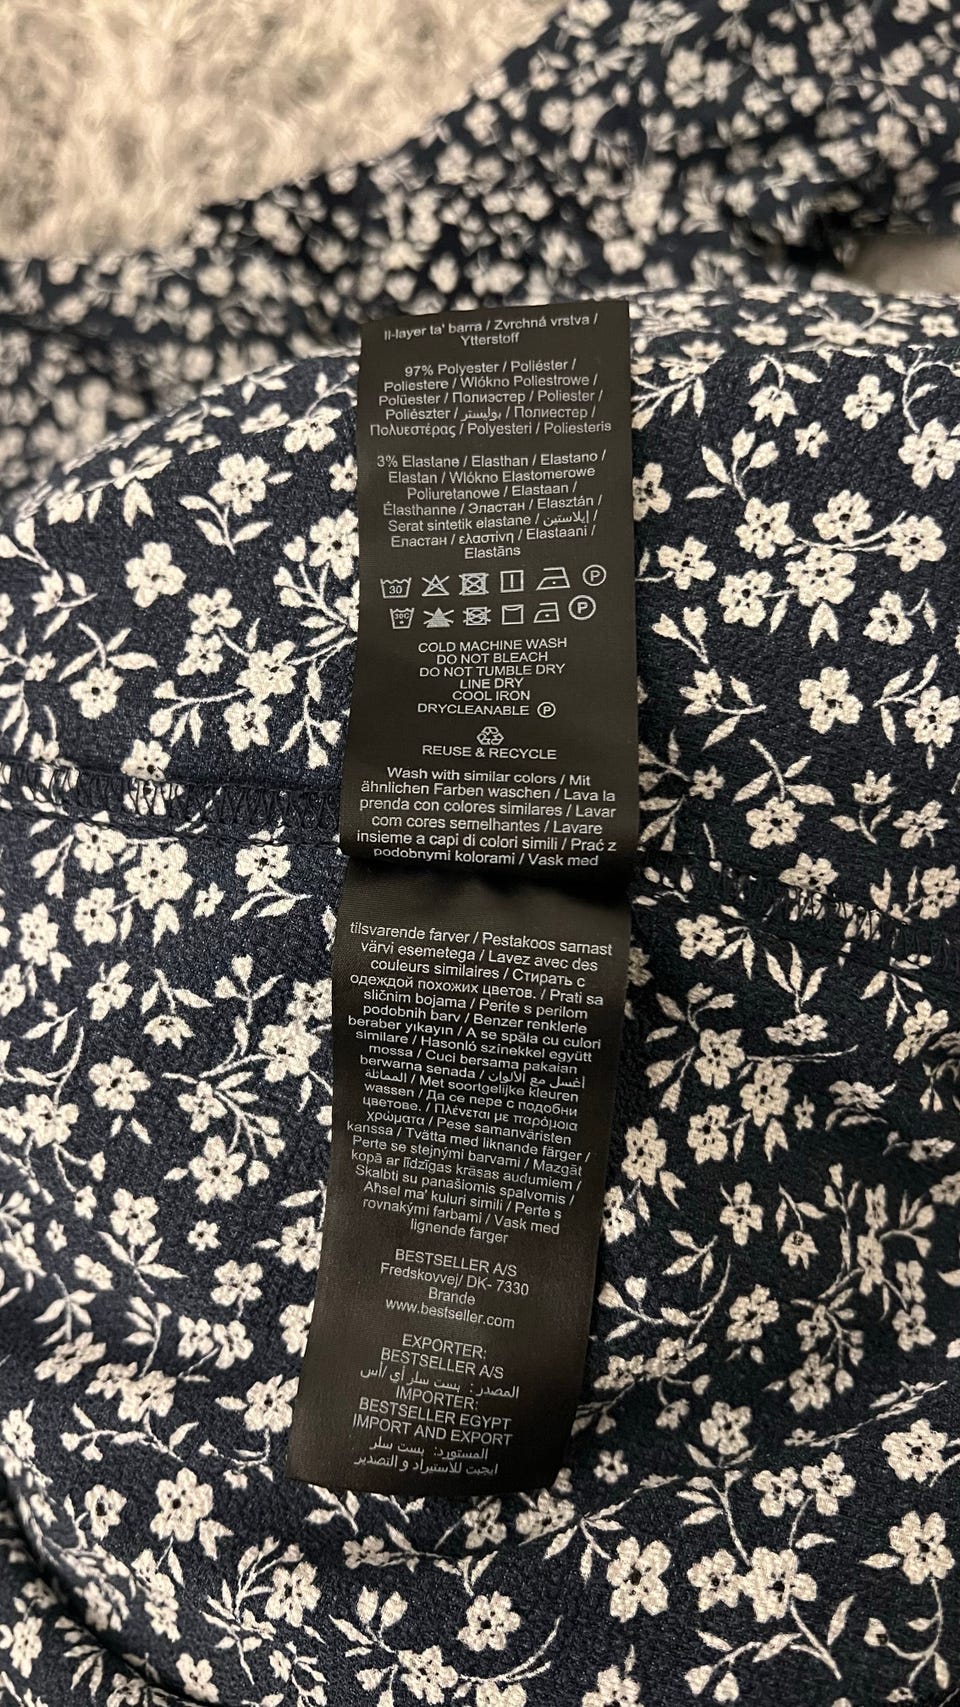 Il-layer ta' barra / Zvrchná vrstva /
Ytterstoff
97% Polyester / Poliéster /
Poliestere / Wlókno Poliestrowe /
Polüester / Полиэстер / Poliester /
Poliészter / بوليستر / Полиестер /
Πολυεστέρας / Polyesteri / Poliesteris
3% Elastane / Elasthan / Elastano /
Elastan / Wlókno Elastomerowe
Poliuretanowe / Elastaan /
Élasthanne / Эластан / Elasztán /
Serat sintetik elastane / إيلاستين /
Еластан / ελαστίνη / Elastaani /
Elastāns
30 P
30C P
COLD MACHINE WASH
DO NOT BLEACH
DO NOT TUMBLE DRY
LINE DRY
COOL IRON
DRYCLEANABLE P
REUSE & RECYCLE
Wash with similar colors / Mit
ähnlichen Farben waschen / Lava la
prenda con colores similares / Lavar
com cores semelhantes / Lavare
insieme a capi di colori simili / Prać z
podobnymi kolorami / Vask med
tilsvarende farver / Pestakoos sarnast
värvi esemetega / Lavez avec des
couleurs similaires / Стирать с
одеждой похожих цветов. / Prati sa
sličnim bojama / Perite s perilom
podobnih barv / Benzer renklerle
beraber yıkayın / A se spăla cu culori
similare / Hasonló színekkel együtt
mossa / Cuci bersama pakaian
berwarna senada / أغسل مع الألوان
المماثلة / Met soortgelijke kleuren
wassen / Да се пере с подобни
цветове. / Πλένεται με παρόμοια
χρώματα / Pese samanväristen
kanssa / Tvätta med liknande färger /
Perte se stejnými barvami / Mazgāt
kopā ar līdzīgas krāsas audumiem /
Skalbti su panašiomis spalvomis /
Aħsel ma' kuluri simili / Perte s
rovnakými farbami / Vask med
lignende farger
BESTSELLER A/S
Fredskovvej/ DK- 7330
Brande
www.bestseller.com
EXPORTER:
BESTSELLER A/S
المصدر: بست سلر أي /أس
IMPORTER:
BESTSELLER EGYPT
IMPORT AND EXPORT
المستورد: بست سلر
ايجبت للاستيراد و التصدير